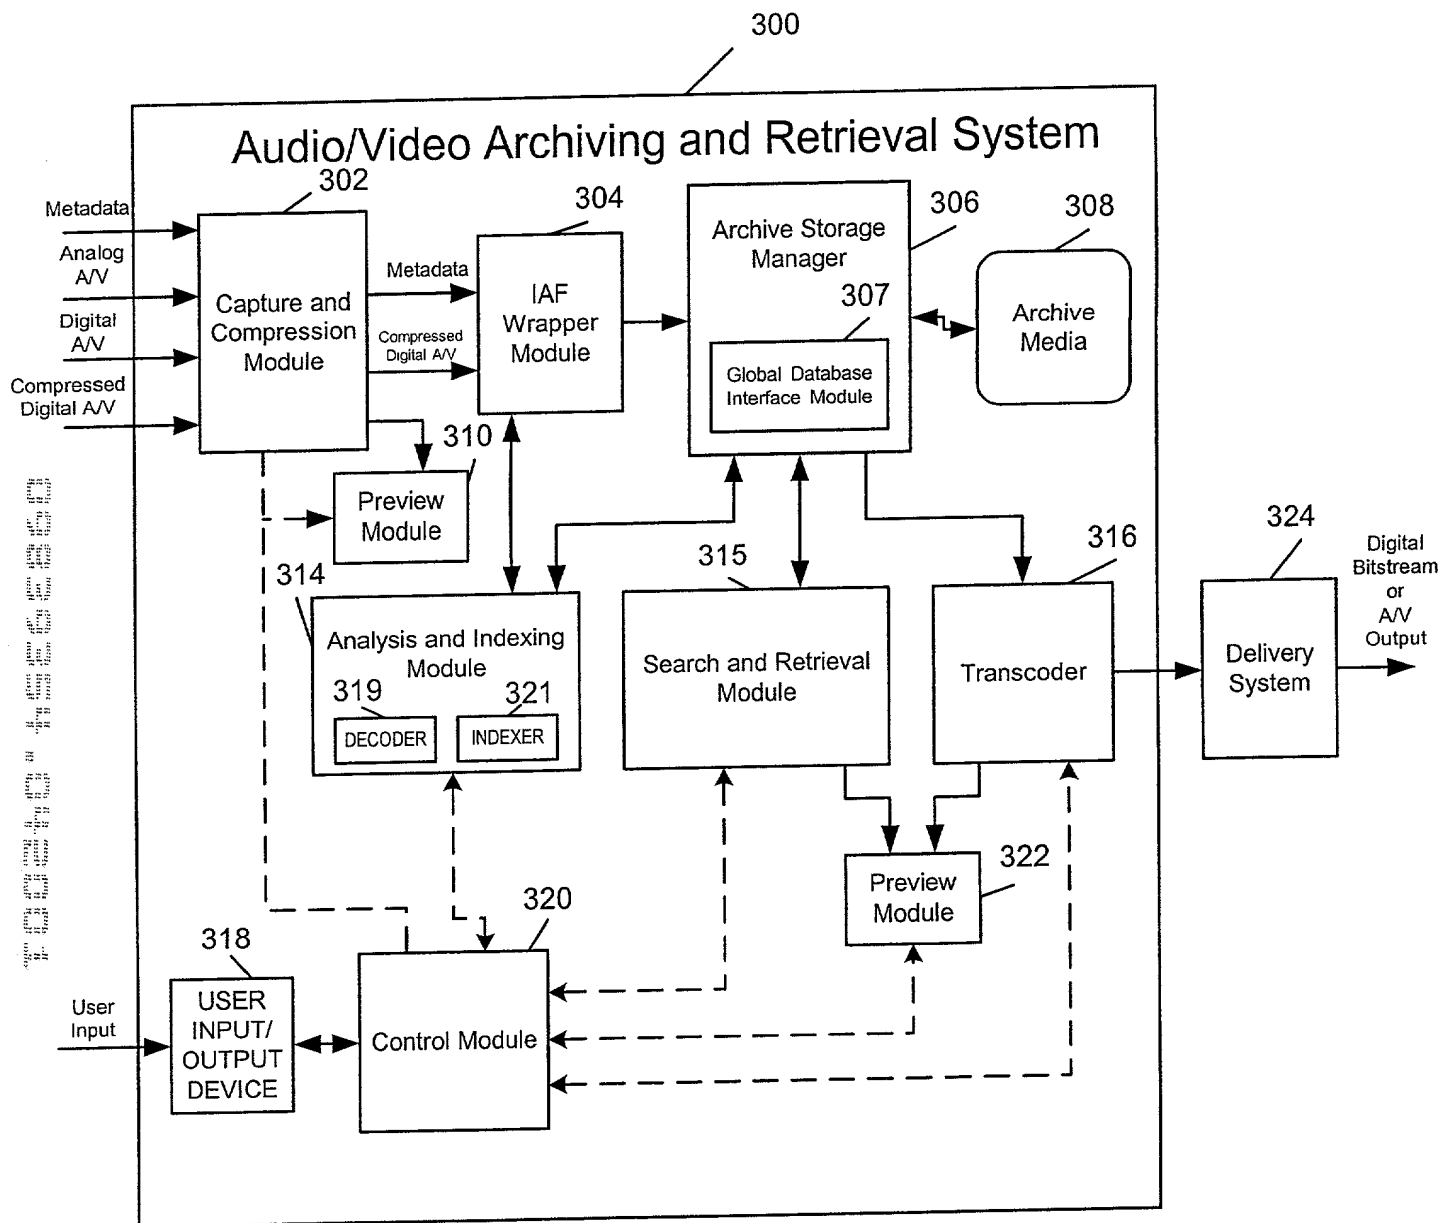 300
Audio/Video Archiving and Retrieval System
302
304
306
308
Metadata
Analog
A/V
Digital
A/V
Compressed
Digital A/V
Capture and
Compression
Module
Metadata
Compressed
Digital A/V
IAF
Wrapper
Module
Archive Storage
Manager
307
Global Database
Interface Module
Archive
Media
310
Preview
Module
314
Analysis and Indexing
Module
319
DECODER
321
INDEXER
315
Search and Retrieval
Module
316
Transcoder
324
Delivery
System
Digital
Bitstream
or
A/V
Output
322
Preview
Module
320
Control Module
318
USER
INPUT/
OUTPUT
DEVICE
User
Input